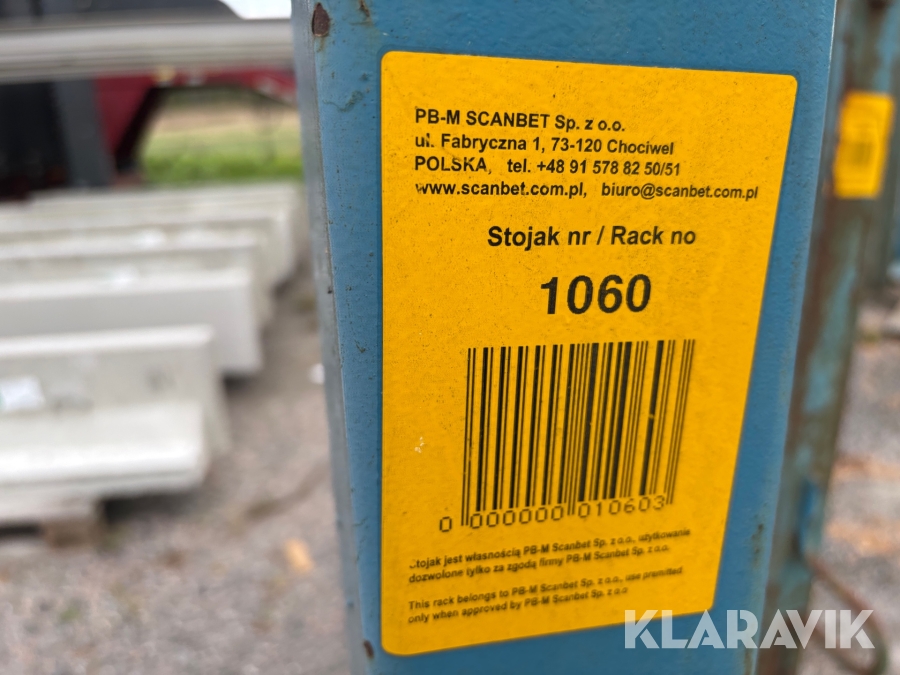 PB-M SCANBET Sp. z o.o.
ul. Fabryczna 1, 73-120 Chociwel
POLSKA, tel. +48 91 578 82 50/51
www.scanbet.com.pl, biuro@scanbet.com.pl
Stojak nr / Rack no
1060
0 000000 010603
Stojak jest własnością PB-M Scanbet Sp. z o.o., użytkowanie
dozwolone tylko za zgodą firmy PB-M Scanbet Sp. z o.o.
This rack belongs to PB-M Scanbet Sp. z o.o., use premitted
only when approved by PB-M Scanbet Sp. z o.o
KLARAVIK